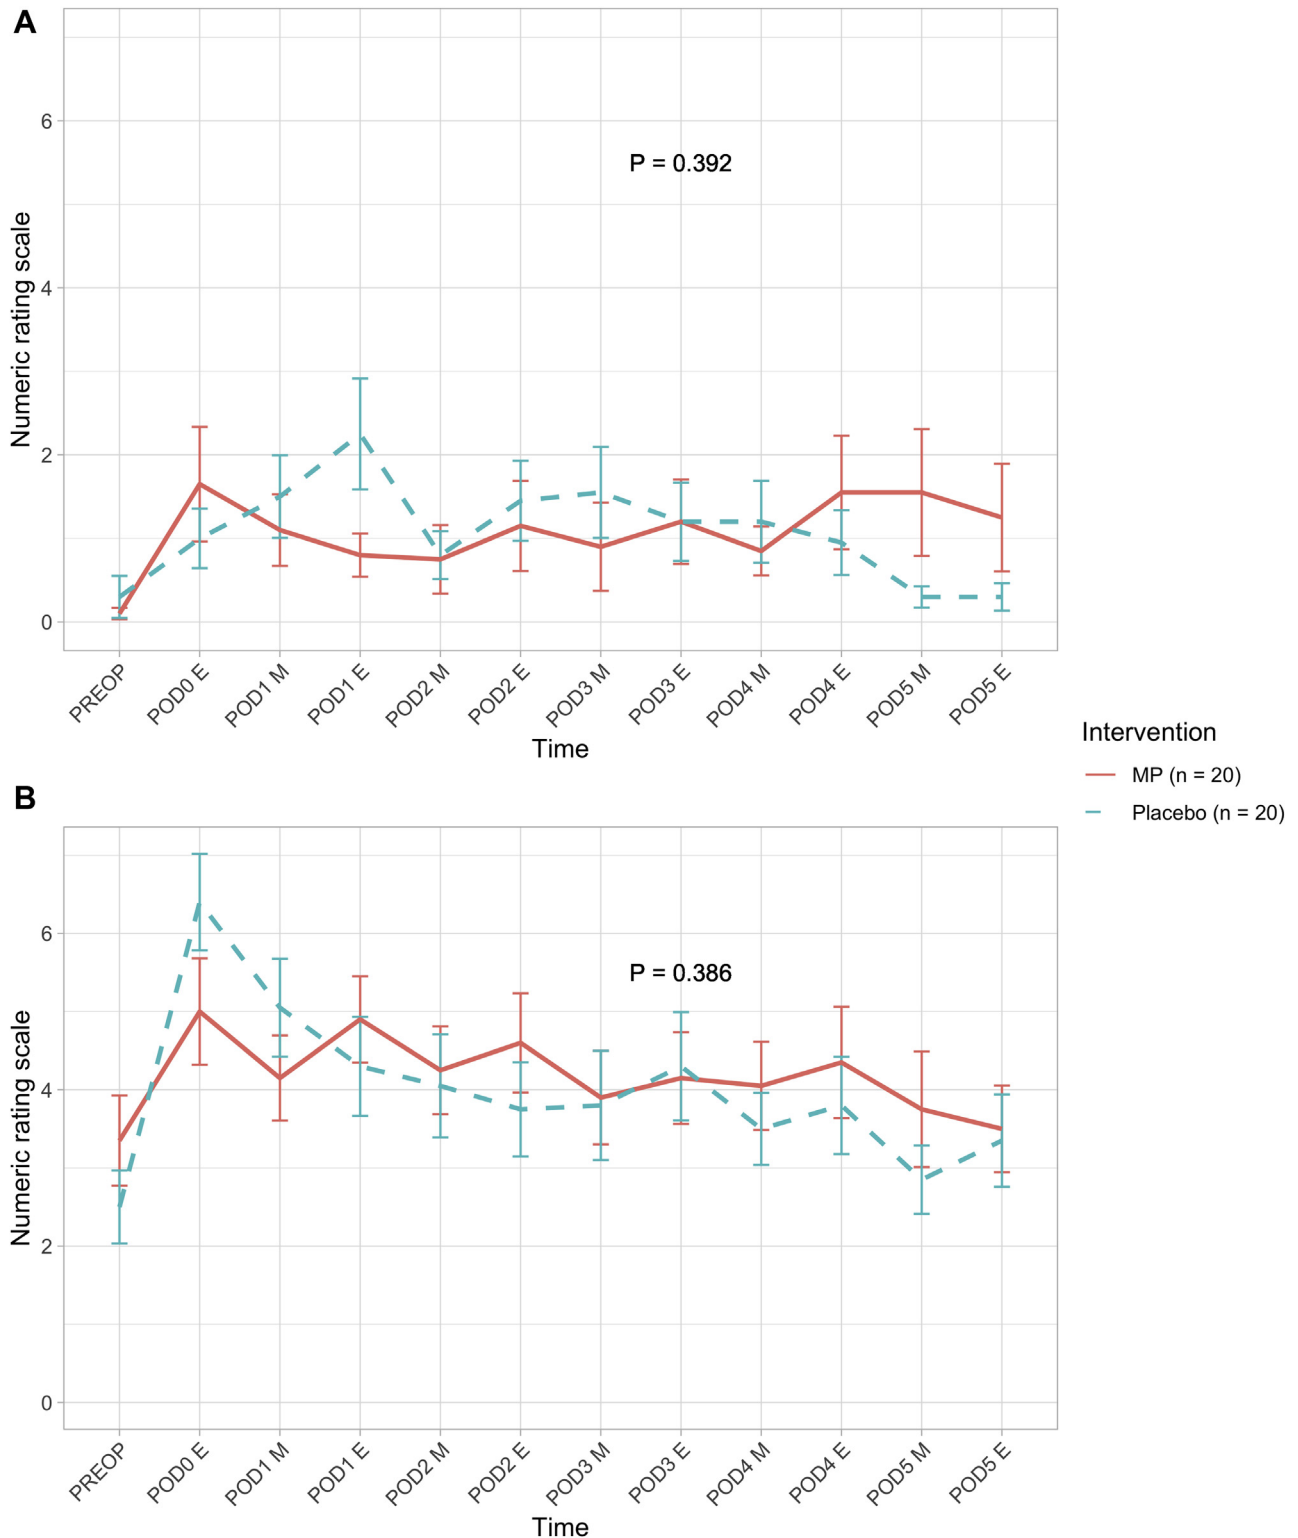 A
Numeric rating scale
6
4
2
0
P = 0.392
PREOP
POD0 E
POD1 M
POD1 E
POD2 M
POD2 E
POD3 M
POD3 E
POD4 M
POD4 E
POD5 M
POD5 E
Time
Intervention
MP (n = 20)
Placebo (n = 20)
B
Numeric rating scale
6
4
2
0
P = 0.386
PREOP
POD0 E
POD1 M
POD1 E
POD2 M
POD2 E
POD3 M
POD3 E
POD4 M
POD4 E
POD5 M
POD5 E
Time